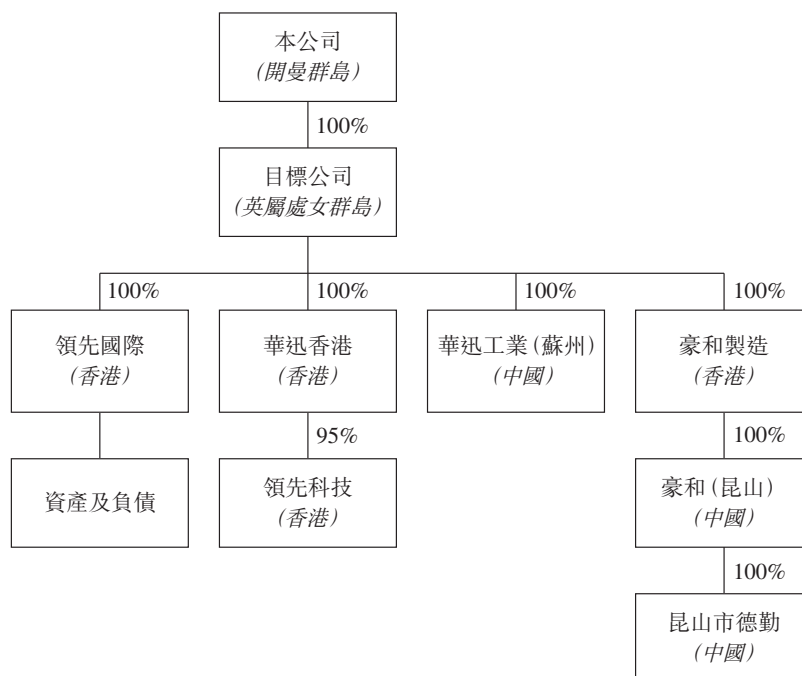 本公司
(開曼群島)
100%
目標公司
(英屬處女群島)
100%
100%
100%
100%
領先國際
(香港)
華迅香港
(香港)
華迅工業(蘇州)
(中國)
豪和製造
(香港)
95%
100%
資產及負債
領先科技
(香港)
豪和(昆山)
(中國)
100%
昆山市德勤
(中國)